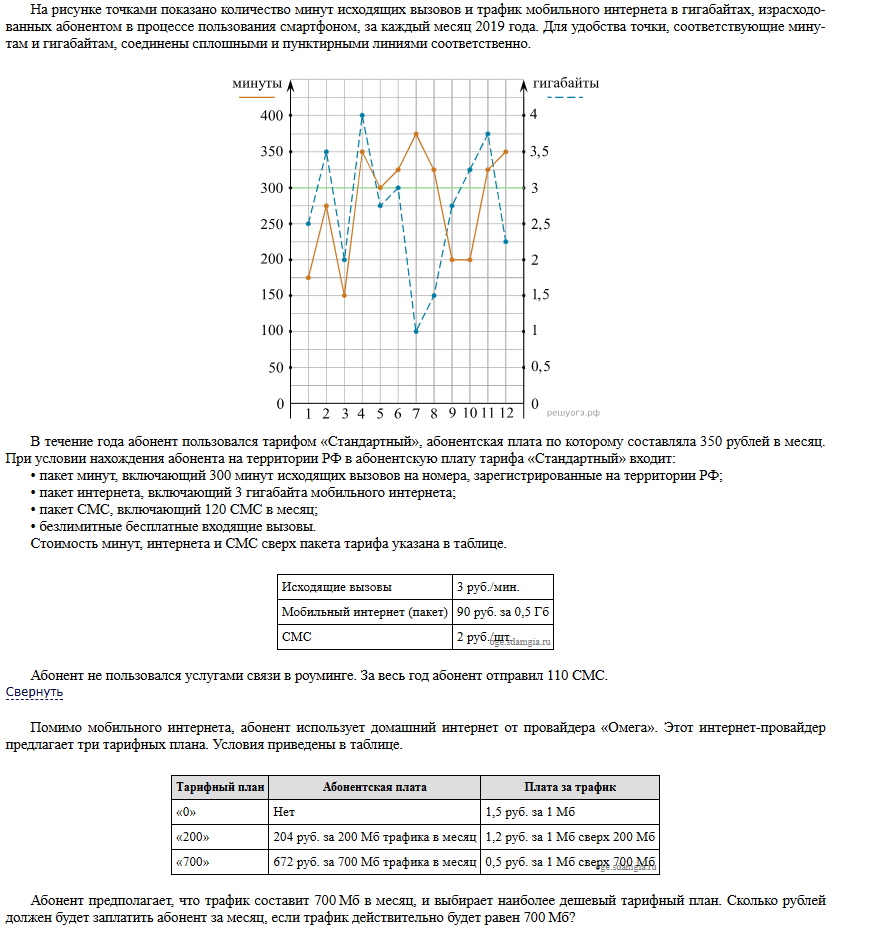 На рисунке точками показано количество минут исходящих вызовов и трафик мобильного интернета в гигабайтах, израсходо-
ванных абонентом в процессе пользования смартфоном, за каждый месяц 2019 года. Для удобства точки, соответствующие мину-
там и гигабайтам, соединены сплошными и пунктирными линиями соответственно.
минуты гигабайты
400 4
350 3,5
300 3
250 2,5
200 2
150 1,5
100 1
50 0,5
0 0
1 2 3 4 5 6 7 8 9 10 11 12
решуогэ.рф
В течение года абонент пользовался тарифом «Стандартный», абонентская плата по которому составляла 350 рублей в месяц.
При условии нахождения абонента на территории РФ в абонентскую плату тарифа «Стандартный» входит:
• пакет минут, включающий 300 минут исходящих вызовов на номера, зарегистрированные на территории РФ;
• пакет интернета, включающий 3 гигабайта мобильного интернета;
• пакет СМС, включающий 120 СМС в месяц;
• безлимитные бесплатные входящие вызовы.
Стоимость минут, интернета и СМС сверх пакета тарифа указана в таблице.
Исходящие вызовы 3 руб./мин.
Мобильный интернет (пакет) 90 руб. за 0,5 Гб
СМС 2 руб./шт.
oge.sdamgia.ru
Абонент не пользовался услугами связи в роуминге. За весь год абонент отправил 110 СМС.
Свернуть
Помимо мобильного интернета, абонент использует домашний интернет от провайдера «Омега». Этот интернет-провайдер
предлагает три тарифных плана. Условия приведены в таблице.
Тарифный план Абонентская плата Плата за трафик
«0» Нет 1,5 руб. за 1 Мб
«200» 204 руб. за 200 Мб трафика в месяц 1,2 руб. за 1 Мб сверх 200 Мб
«700» 672 руб. за 700 Мб трафика в месяц 0,5 руб. за 1 Мб сверх 700 Мб
oge.sdamgia.ru
Абонент предполагает, что трафик составит 700 Мб в месяц, и выбирает наиболее дешевый тарифный план. Сколько рублей
должен будет заплатить абонент за месяц, если трафик действительно будет равен 700 Мб?